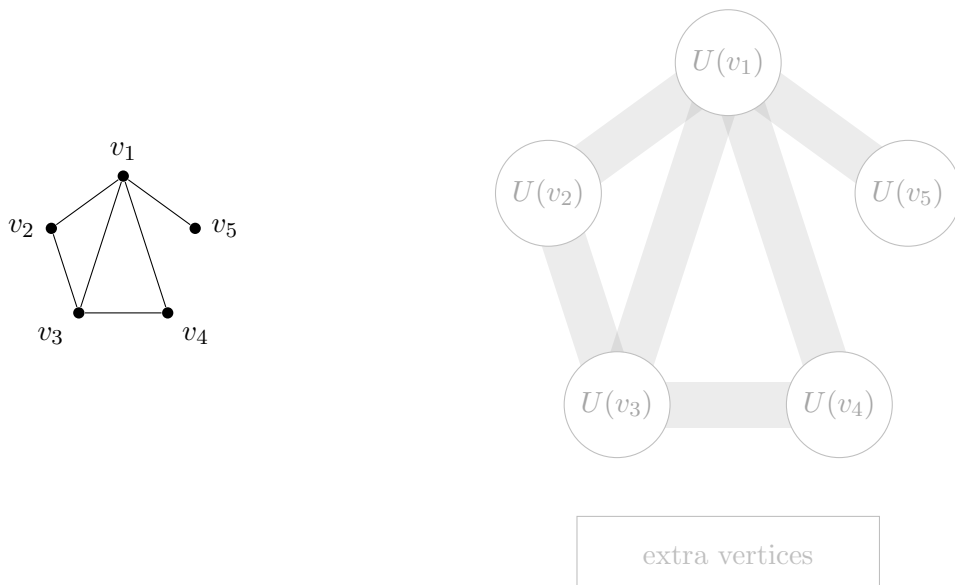 v₁
v₂
v₅
v₃
v₄
U(v₁)
U(v₂)
U(v₅)
U(v₃)
U(v₄)
extra vertices